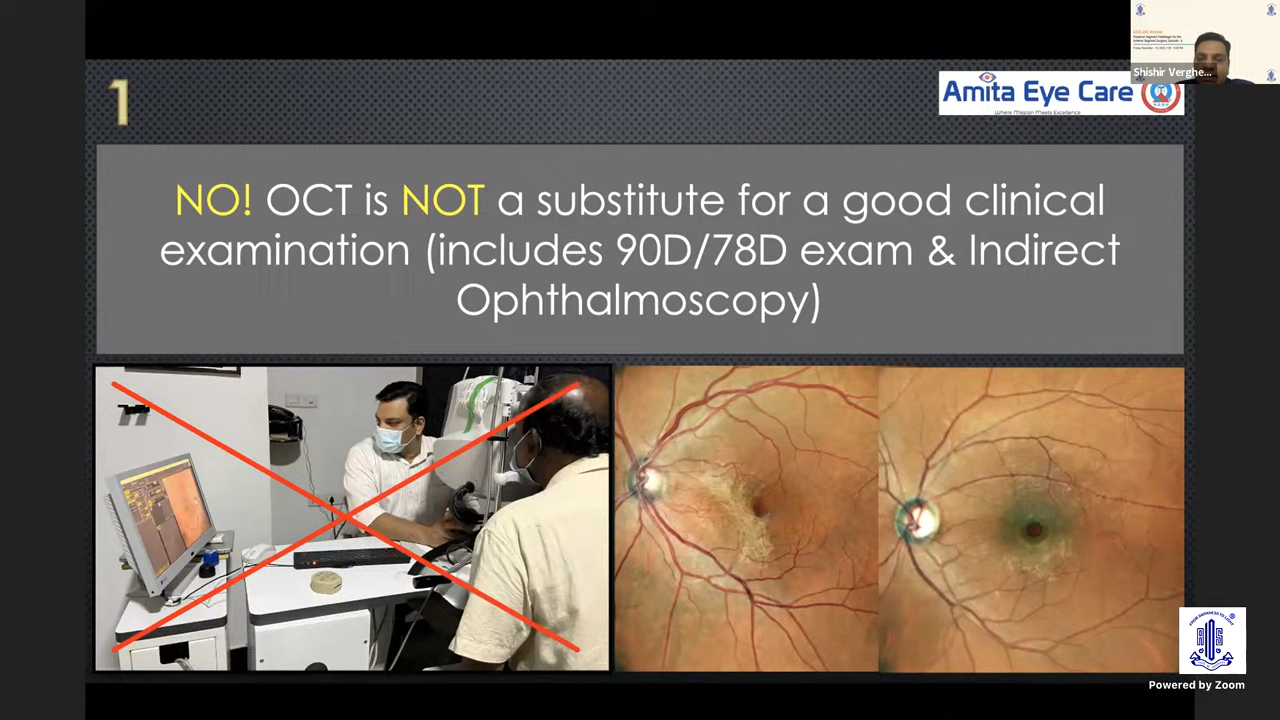 1
Amita Eye Care
Where Mission Meets Excellence
NO! OCT is NOT a substitute for a good clinical
examination (includes 90D/78D exam & Indirect
Ophthalmoscopy)
Shishir Verghe...
Powered by Zoom